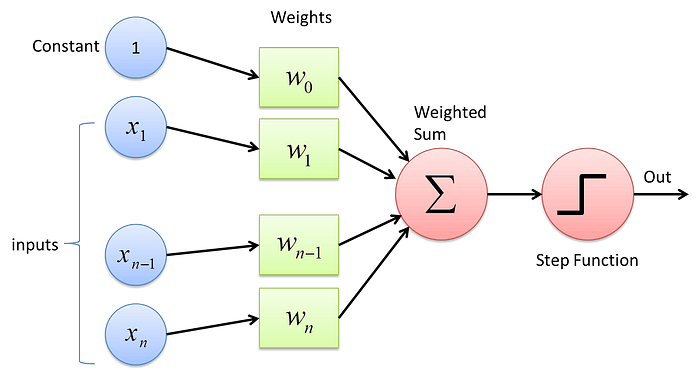 Weights
Constant
1
w₀
x₁
w₁
Weighted
Sum
Σ
Out
inputs
xₙ₋₁
wₙ₋₁
Step Function
xₙ
wₙ